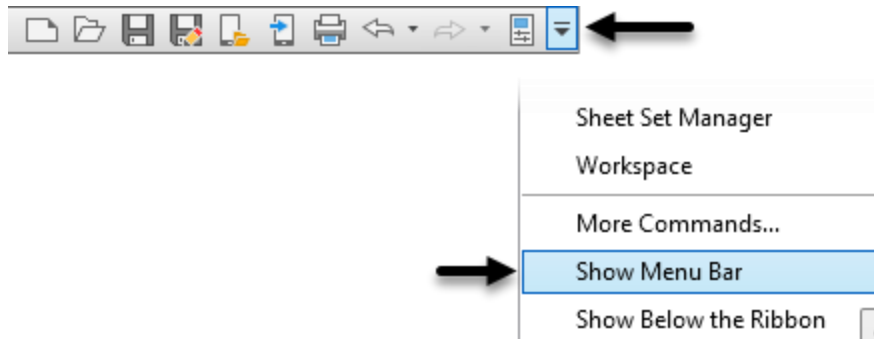 Sheet Set Manager
Workspace
More Commands...
Show Menu Bar
Show Below the Ribbon